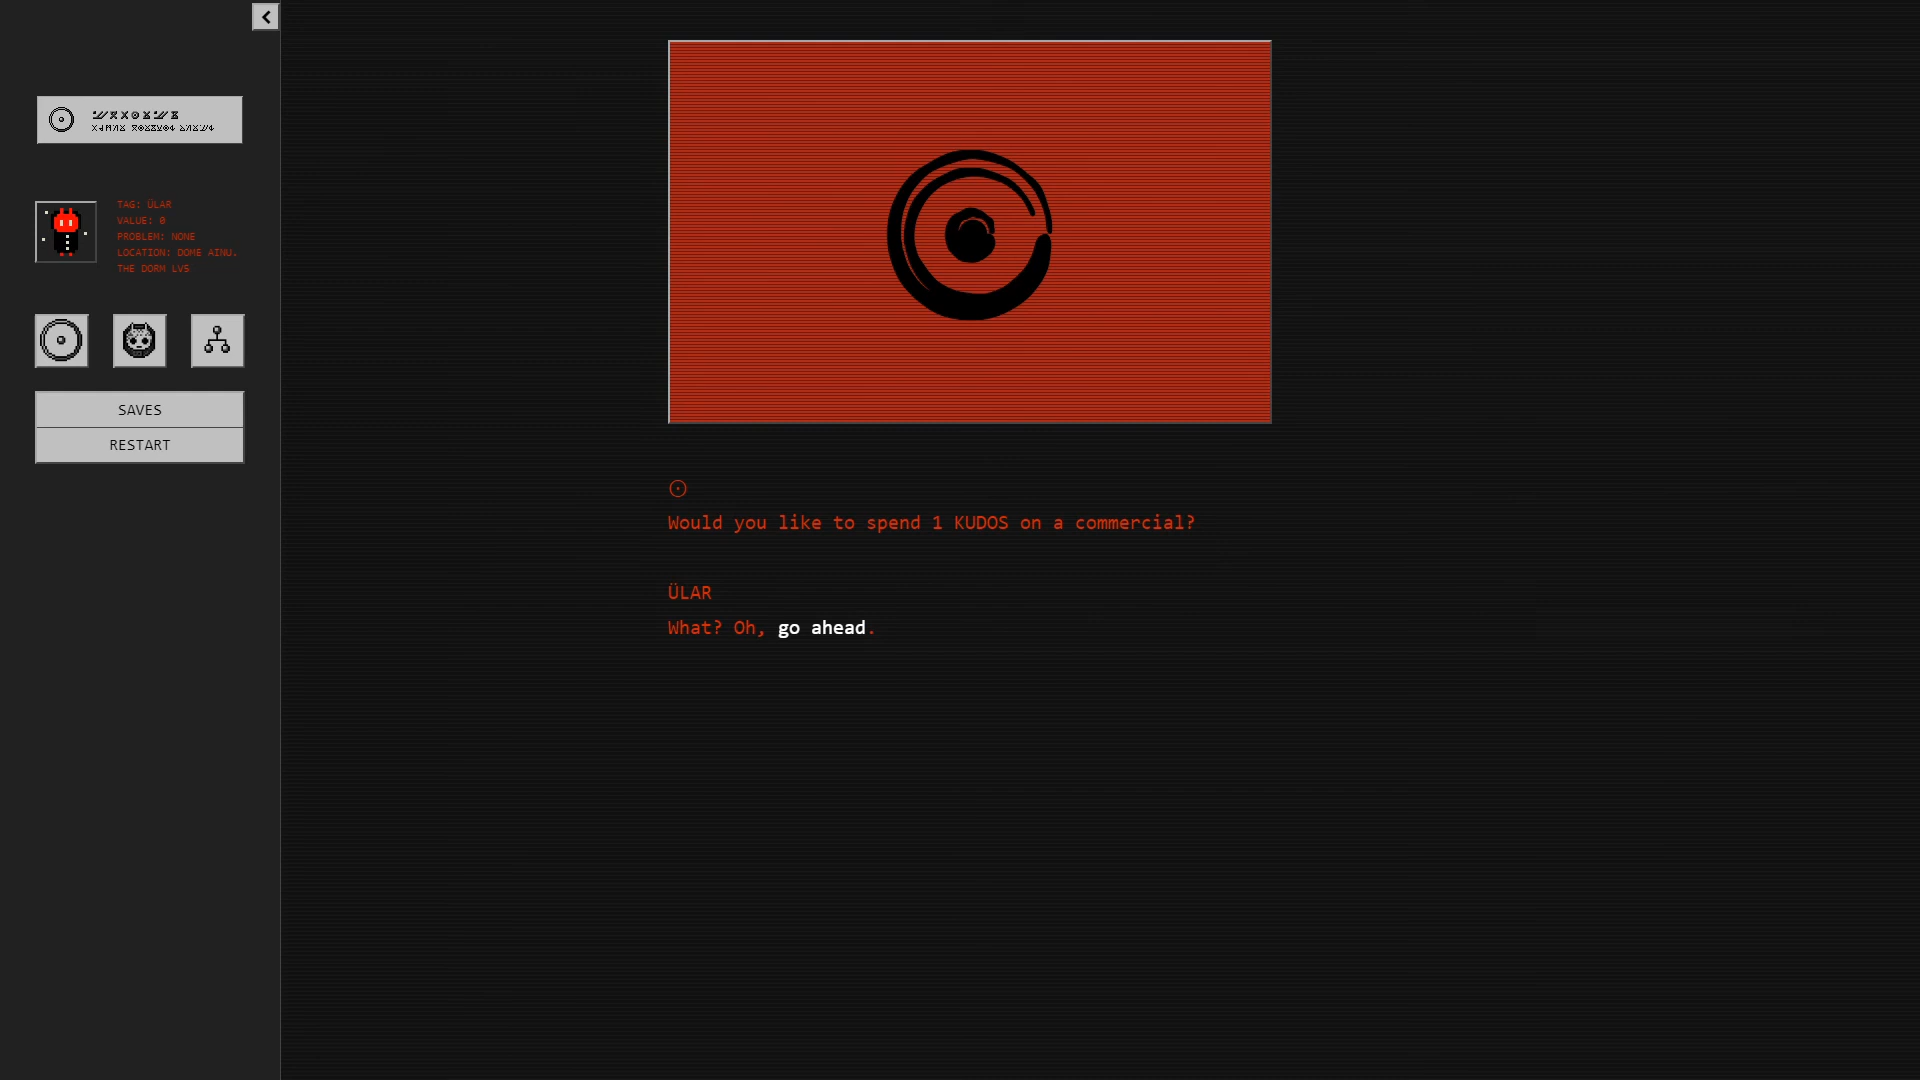 TAG: ÜLAR
VALUE: 0
PROBLEM: NONE
LOCATION: DOME AINU.
THE DORM LVS
SAVES
RESTART
Would you like to spend 1 KUDOS on a commercial?
ÜLAR
What? Oh, go ahead.